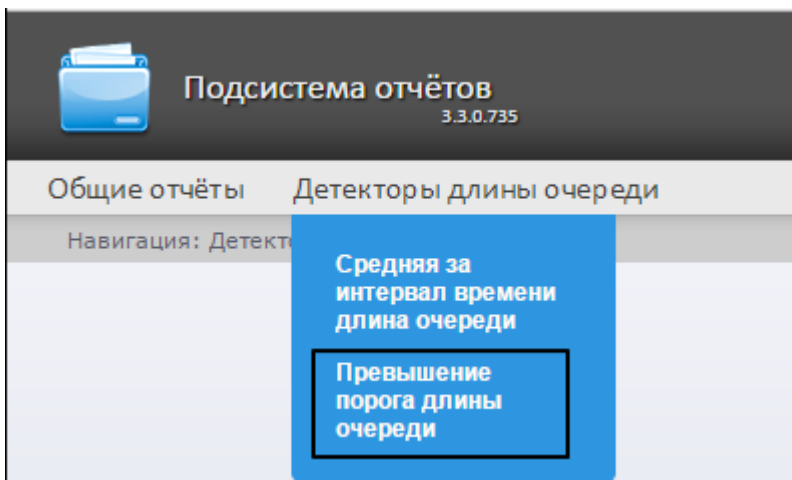 Подсистема отчётов
3.3.0.735
Общие отчёты Детекторы длины очереди
Навигация:
Средняя за
интервал времени
длина очереди
Превышение
порога длины
очереди